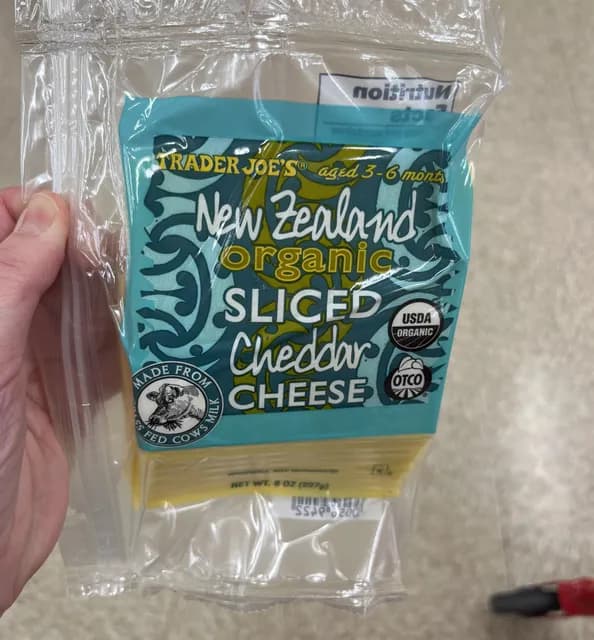 Nutrition
Facts
TRADER JOE'S® aged 3-6 mont
New Zealand
organic
SLICED
Cheddar
CHEESE
USDA
ORGANIC
OTCO
MADE FROM
SS FED COWS MILK
NET WT. 8 OZ (227g)